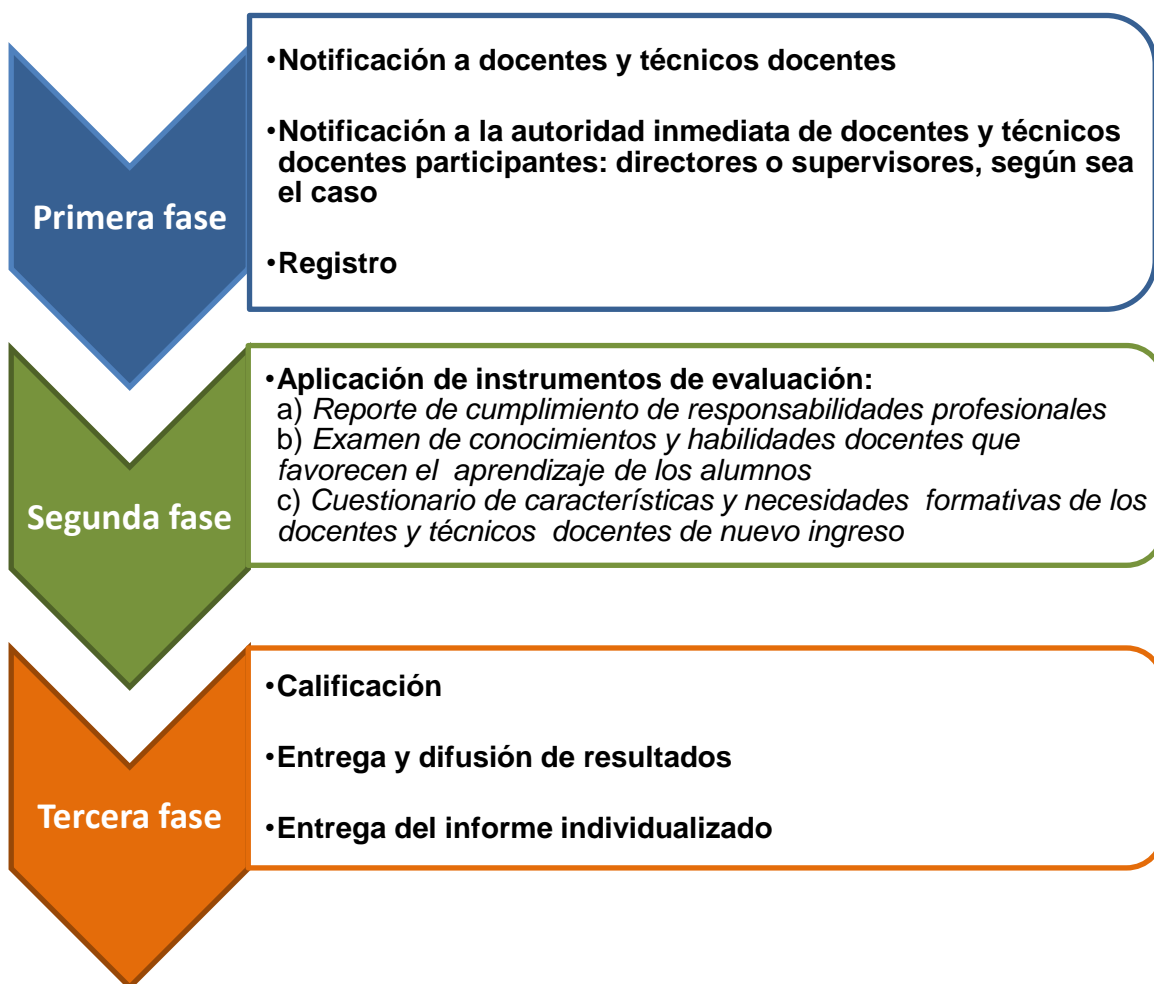 Primera fase
•Notificación a docentes y técnicos docentes
•Notificación a la autoridad inmediata de docentes y técnicos
docentes participantes: directores o supervisores, según sea
el caso
•Registro
Segunda fase
•Aplicación de instrumentos de evaluación:
a) Reporte de cumplimiento de responsabilidades profesionales
b) Examen de conocimientos y habilidades docentes que
favorecen el aprendizaje de los alumnos
c) Cuestionario de características y necesidades formativas de los
docentes y técnicos docentes de nuevo ingreso
Tercera fase
•Calificación
•Entrega y difusión de resultados
•Entrega del informe individualizado